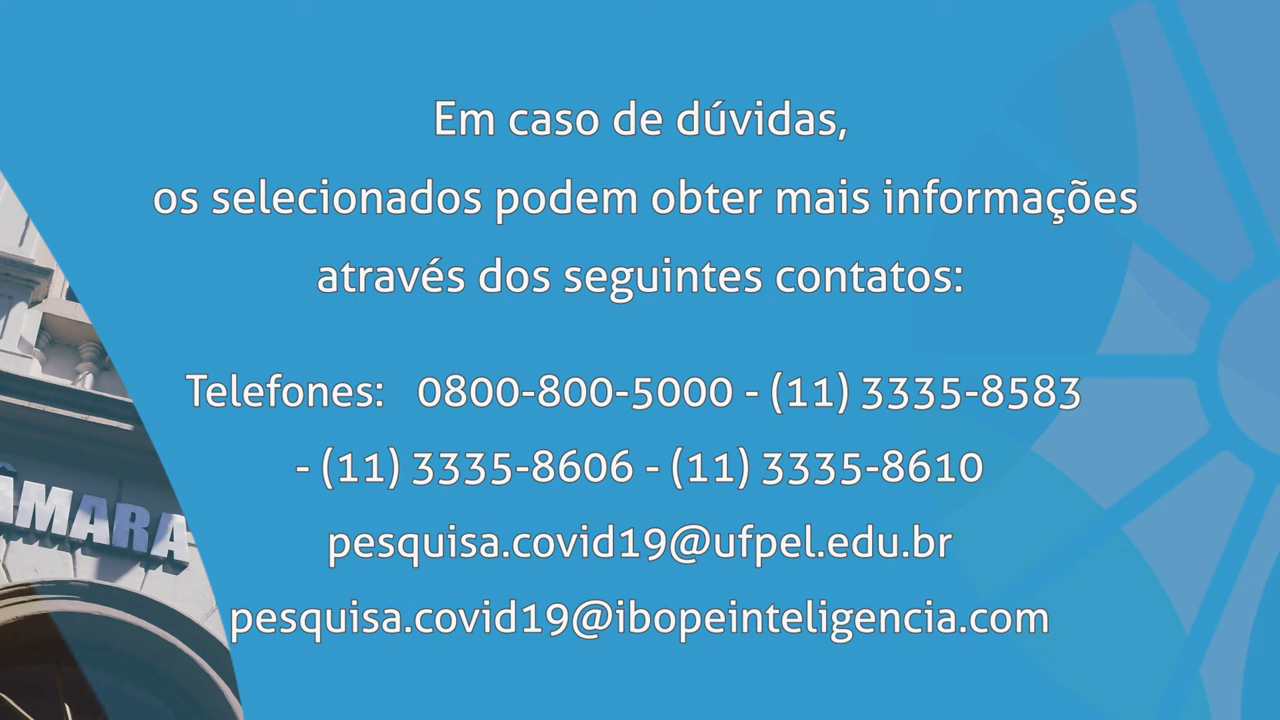 Em caso de dúvidas,
os selecionados podem obter mais informações
através dos seguintes contatos:
Telefones: 0800-800-5000 - (11) 3335-8583
- (11) 3335-8606 - (11) 3335-8610
pesquisa.covid19@ufpel.edu.br
pesquisa.covid19@ibopeinteligencia.com
CÂMARA